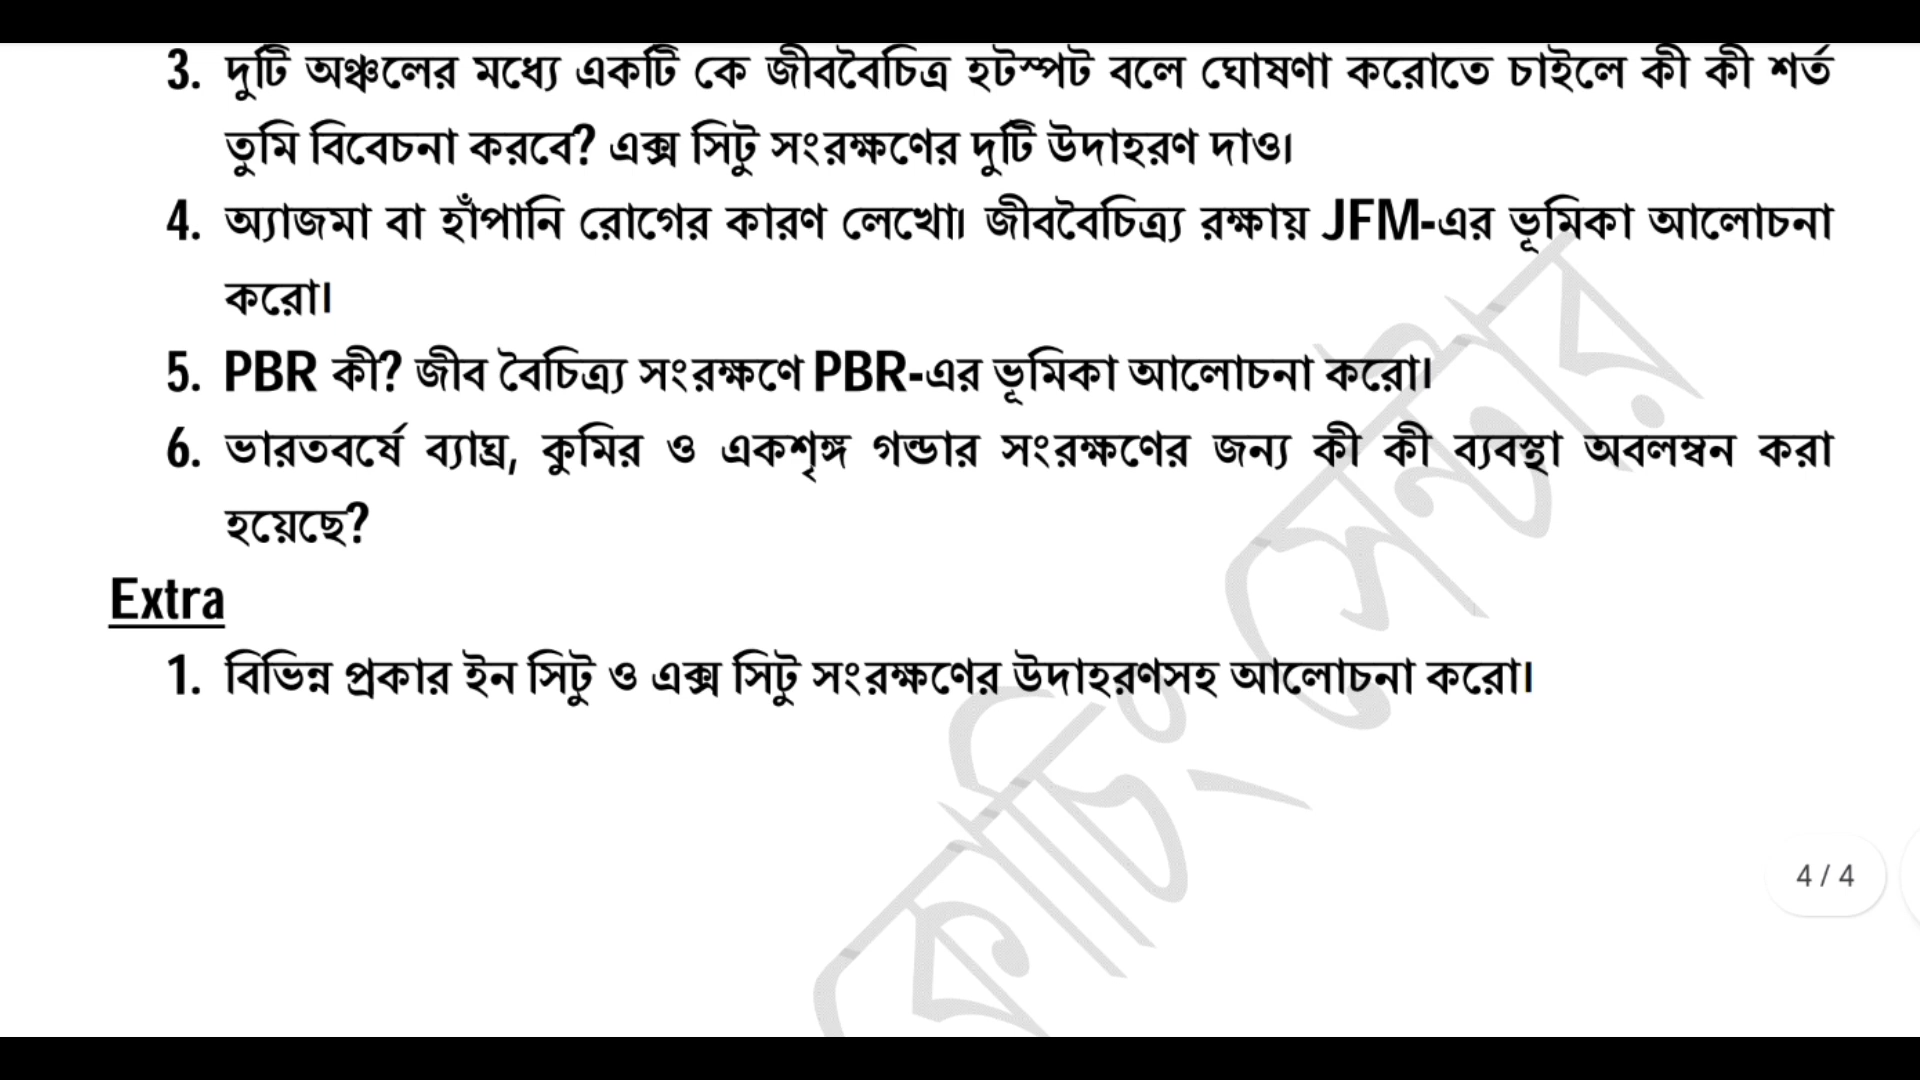 3. দুটি অঞ্চলের মধ্যে একটি কে জীববৈচিত্র হটস্পট বলে ঘোষণা করোতে চাইলে কী কী শর্ত
তুমি বিবেচনা করবে? এক্স সিটু সংরক্ষণের দুটি উদাহরণ দাও।
4. অ্যাজমা বা হাঁপানি রোগের কারণ লেখো। জীববৈচিত্র্য রক্ষায় JFM-এর ভূমিকা আলোচনা
করো।
5. PBR কী? জীব বৈচিত্র্য সংরক্ষণে PBR-এর ভূমিকা আলোচনা করো।
6. ভারতবর্ষে ব্যাঘ্র, কুমির ও একশৃঙ্গ গন্ডার সংরক্ষণের জন্য কী কী ব্যবস্থা অবলম্বন করা
হয়েছে?
Extra
1. বিভিন্ন প্রকার ইন সিটু ও এক্স সিটু সংরক্ষণের উদাহরণসহ আলোচনা করো।
কোচিং সেন্টার
4 / 4